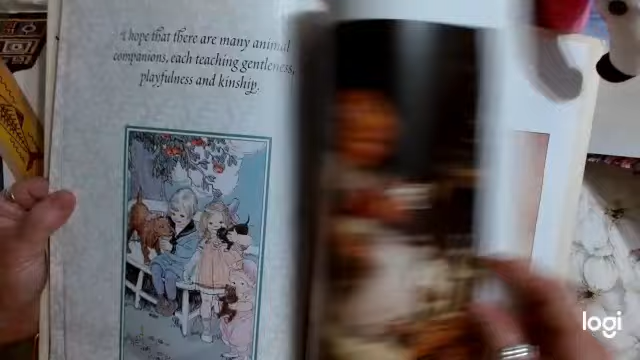 I hope that there are many animal
companions, each teaching gentleness,
playfulness and kinship.
logi